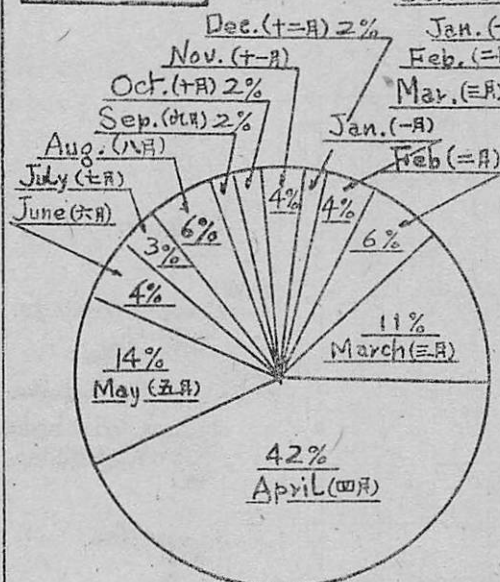 Dec.(十二月) 2%
Nov. (十一月)
Oct.(十月) 2%
Sep.(九月) 2%
Aug. (八月)
July (七月)
June (六月)
Jan. (一
Feb. (二
Mar. (三月)
Jan. (一月)
Feb (二月)
4%
4%
6%
6%
3%
4%
11%
March (三月)
14%
May (五月)
42%
April (四月)